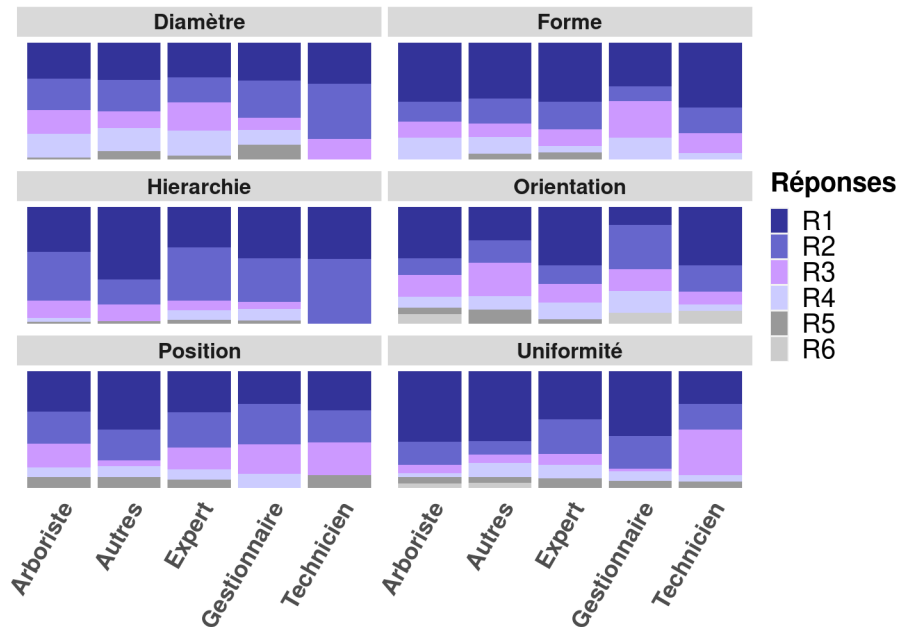 Diamètre
Forme
Hierarchie
Orientation
Position
Uniformité
Réponses
R1
R2
R3
R4
R5
R6
Arboriste
Autres
Expert
Gestionnaire
Technicien
Arboriste
Autres
Expert
Gestionnaire
Technicien